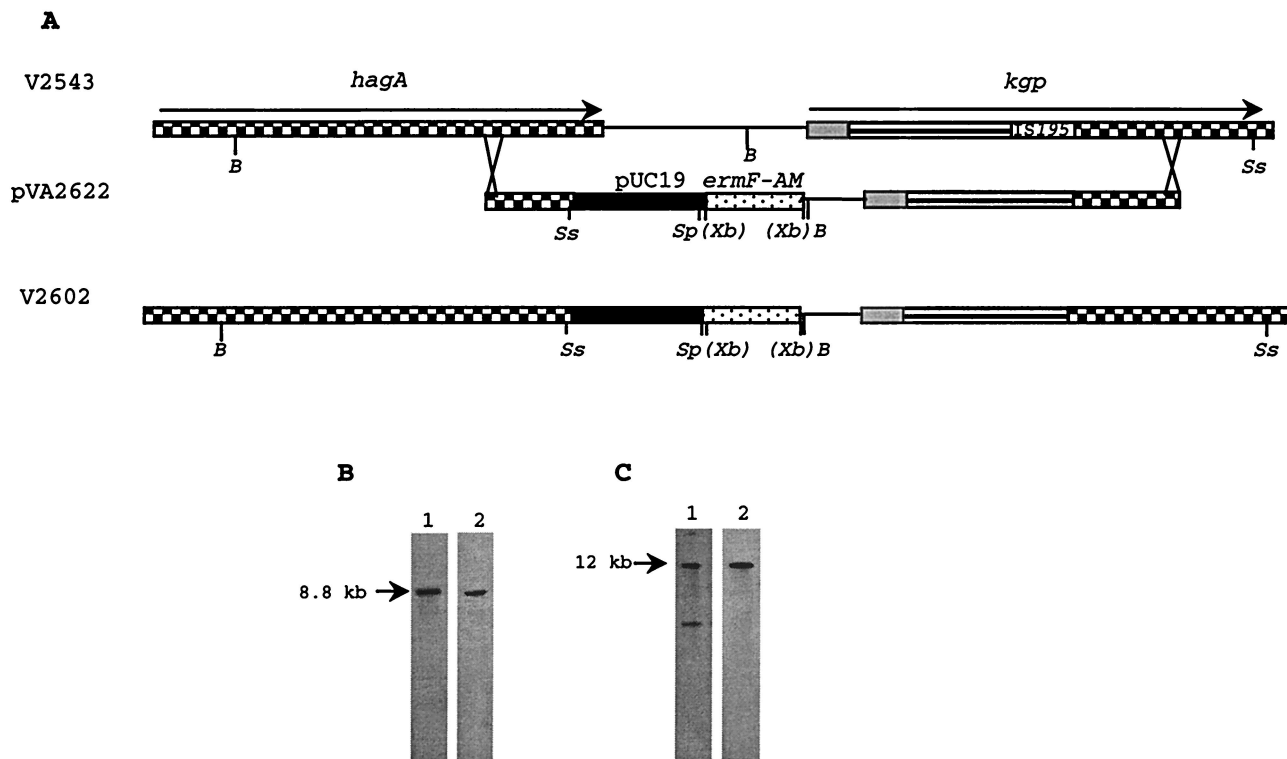 A
V2543
hagA
kgp
IS195
B
B
Ss
pVA2622
pUC19 ermF-AM
Ss
Sp(Xb) (Xb)B
V2602
B
Ss
Sp(Xb) (Xb)B
Ss
B
C
1 2
1 2
12 kb
8.8 kb